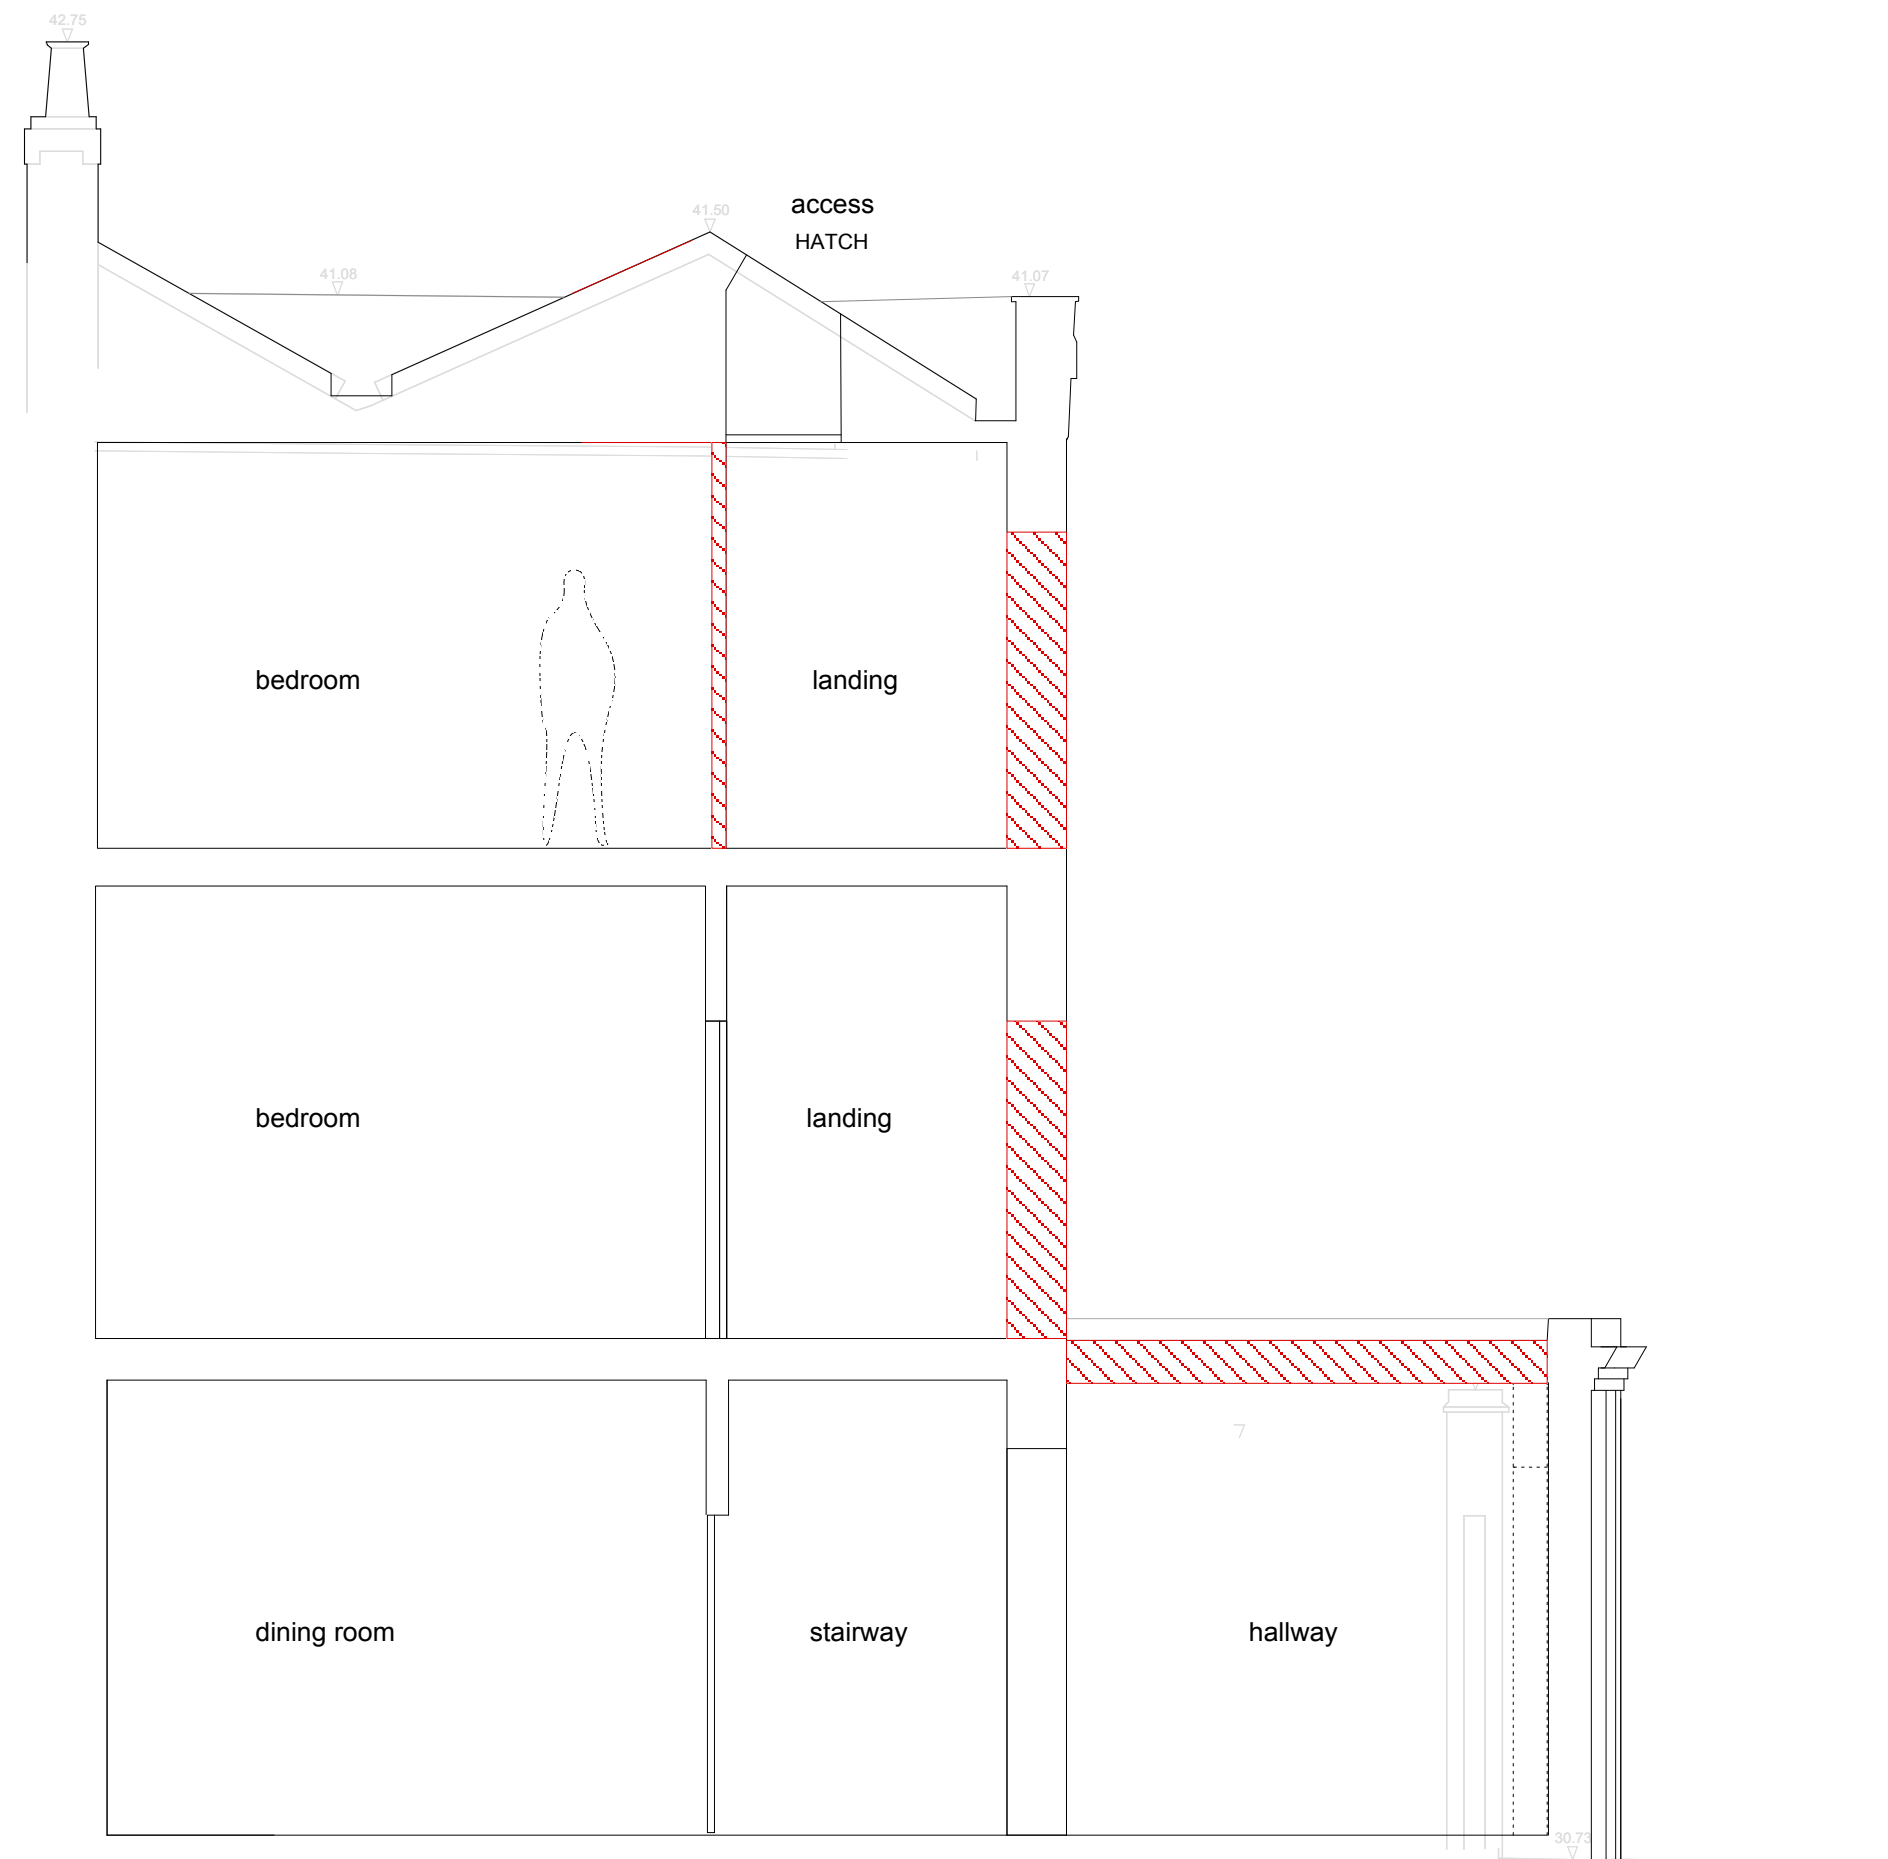 42.75
access
41.50
HATCH
41.08
41.07
bedroom
landing
bedroom
landing
dining room
stairway
hallway
30.73